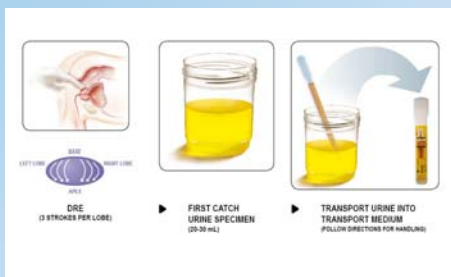 BASE
LEFT LOBE
RIGHT LOBE
APEX
DRE
(3 STROKES PER LOBE)
FIRST CATCH
URINE SPECIMEN
(20-30 mL)
TRANSPORT URINE INTO
TRANSPORT MEDIUM
(FOLLOW DIRECTIONS FOR HANDLING)